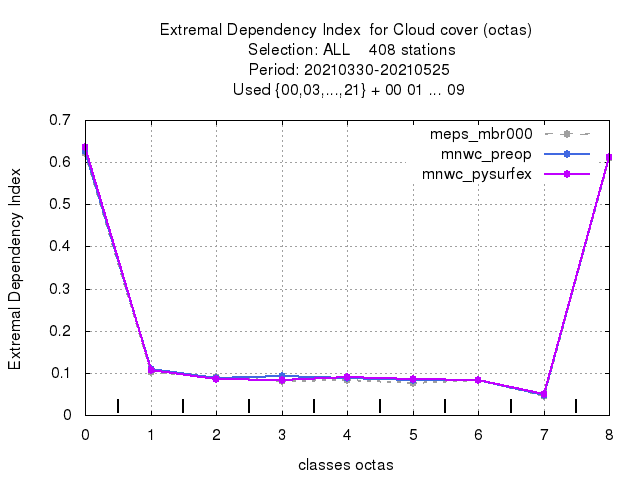 Extremal Dependency Index  for Cloud cover (octas)
Selection: ALL    408 stations
Period: 20210330-20210525
Used {00,03,...,21} + 00 01 ... 09
meps_mbr000
mnwc_preop
mnwc_pysurfex
Extremal Dependency Index
0.7
0.6
0.5
0.4
0.3
0.2
0.1
0
0 1 2 3 4 5 6 7 8
classes octas